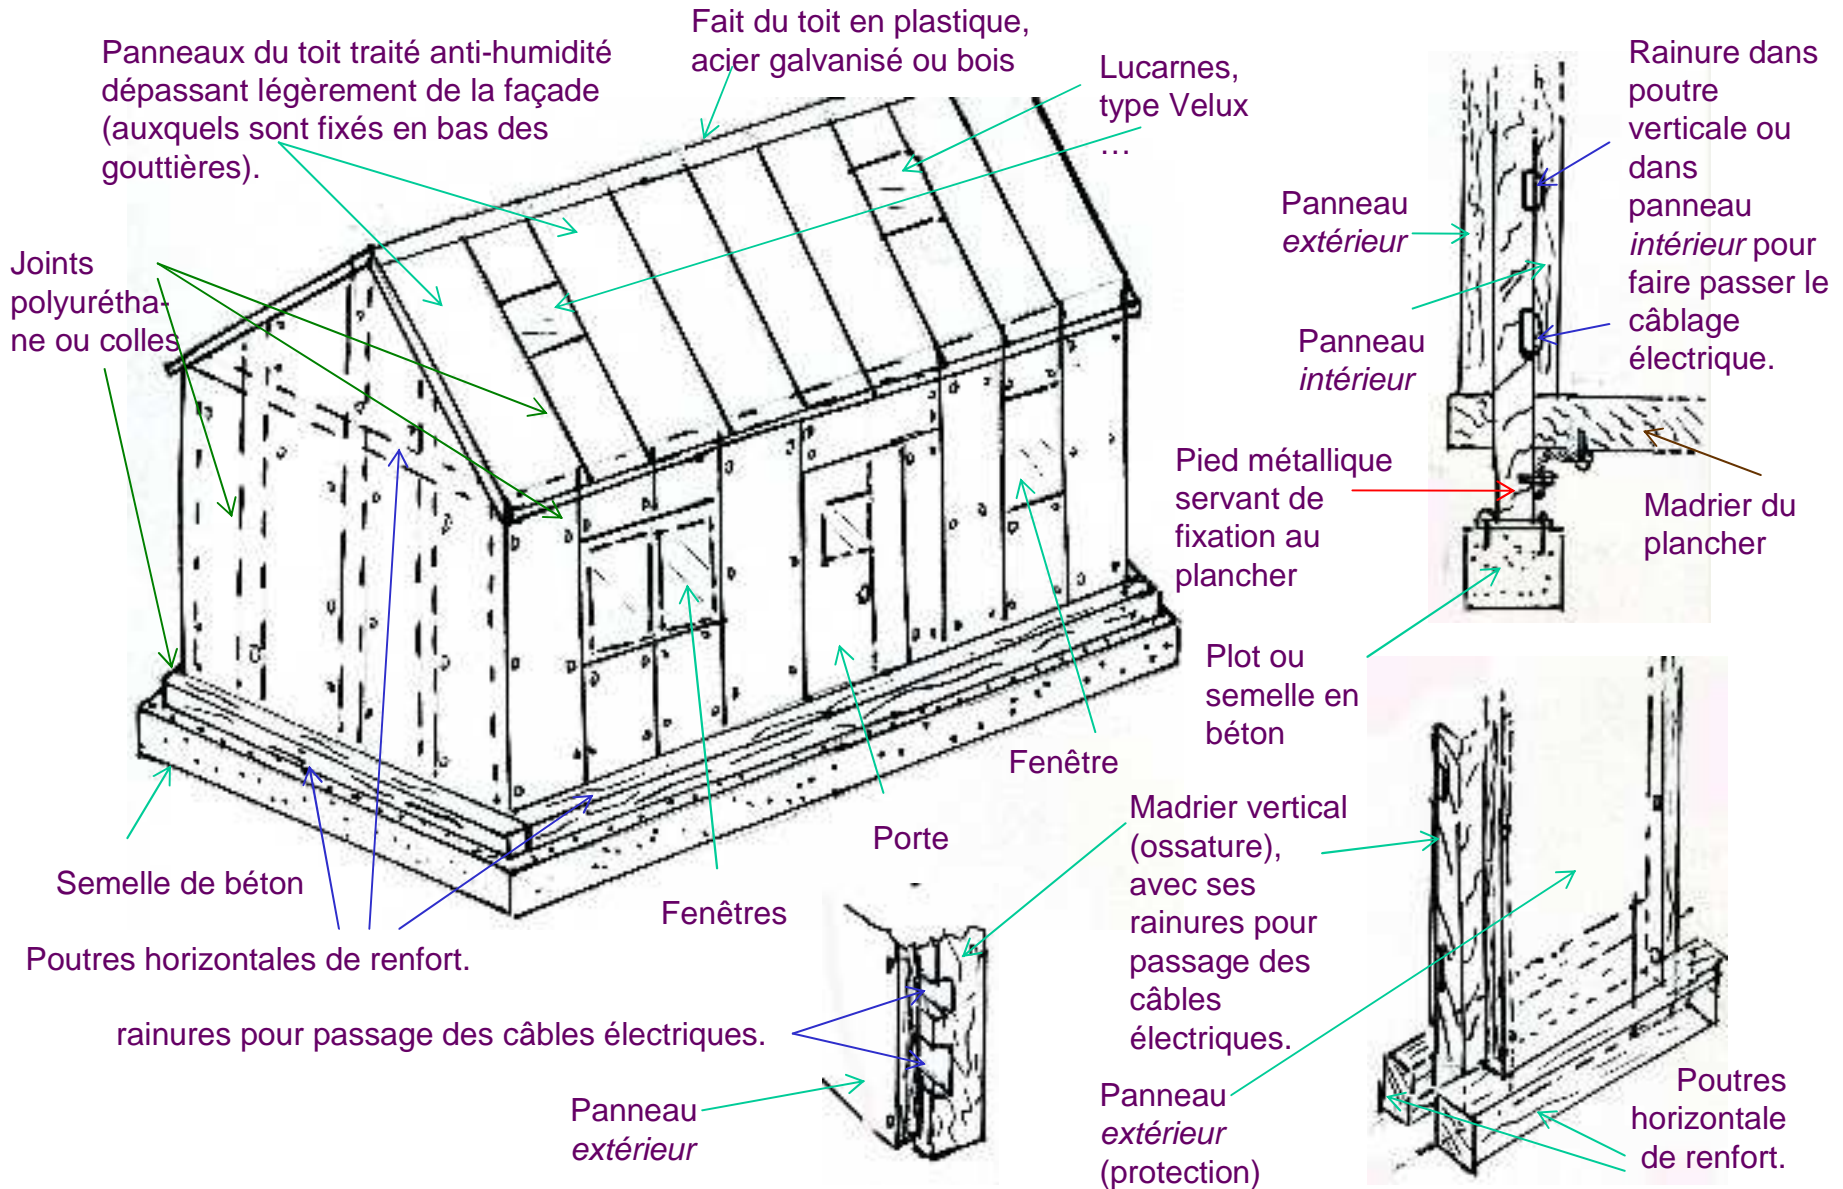 Panneaux du toit traité anti-humidité
dépassant légèrement de la façade
(auxquels sont fixés en bas des
gouttières).
Fait du toit en plastique,
acier galvanisé ou bois
Lucarnes,
type Velux
…
Rainure dans
poutre
verticale ou
dans
panneau
intérieur pour
faire passer le
câblage
électrique.
Panneau
extérieur
Panneau
intérieur
Joints
polyurétha-
ne ou colles
Pied métallique
servant de
fixation au
plancher
Madrier du
plancher
Plot ou
semelle en
béton
Fenêtre
Porte
Fenêtres
Semelle de béton
Poutres horizontales de renfort.
rainures pour passage des câbles électriques.
Panneau
extérieur
Madrier vertical
(ossature),
avec ses
rainures pour
passage des
câbles
électriques.
Panneau
extérieur
(protection)
Poutres
horizontale
de renfort.